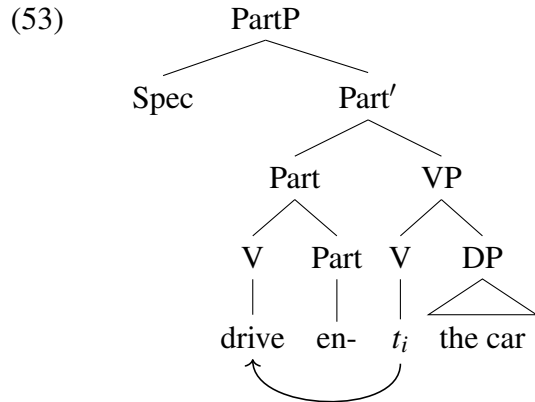 (53) PartP
Spec Part′
Part VP
V Part V DP
drive en- tᵢ the car